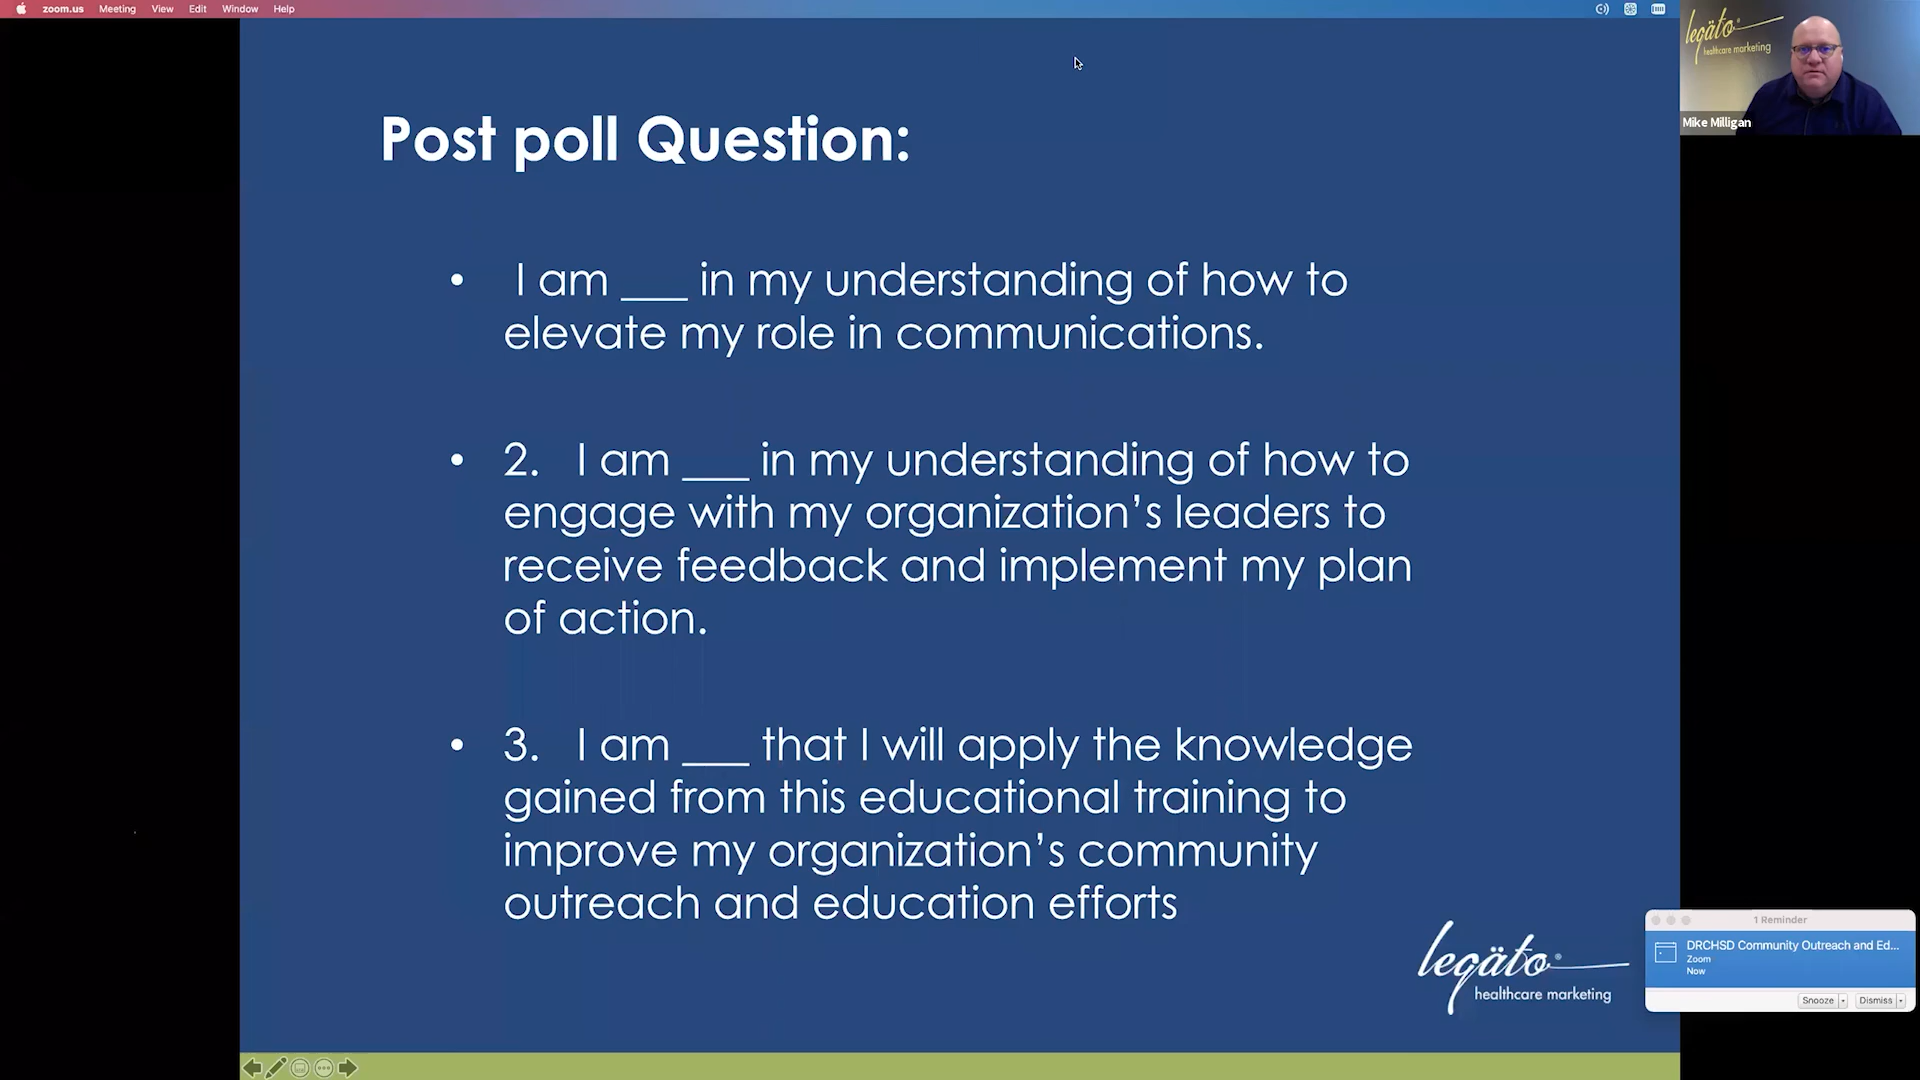 zoom.us Meeting View Edit Window Help
legäto®
healthcare marketing
Mike Milligan
Post poll Question:
• I am ___ in my understanding of how to
elevate my role in communications.
• 2. I am ___ in my understanding of how to
engage with my organization’s leaders to
receive feedback and implement my plan
of action.
• 3. I am ___ that I will apply the knowledge
gained from this educational training to
improve my organization’s community
outreach and education efforts
legäto®
healthcare marketing
1 Reminder
DRCHSD Community Outreach and Ed...
Zoom
Now
Snooze Dismiss